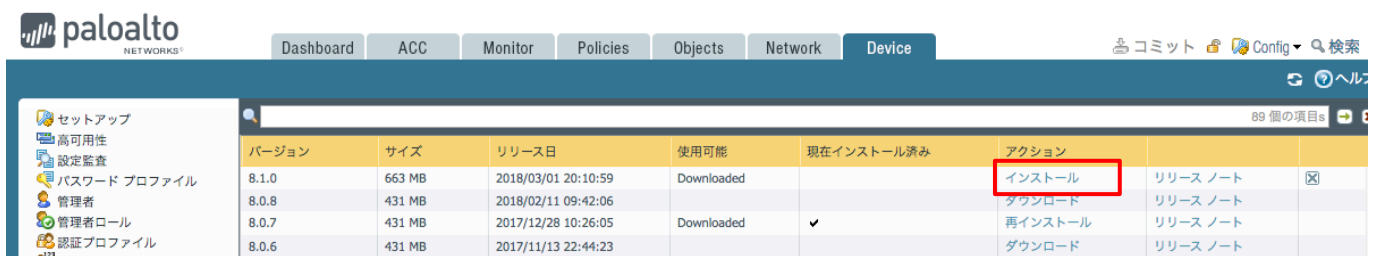 paloalto
NETWORKS®
Dashboard ACC Monitor Policies Objects Network Device
コミット Config 検索
ヘル
89 個の項目s
セットアップ
高可用性
設定監査
パスワード プロファイル
管理者
管理者ロール
認証プロファイル
バージョン サイズ リリース日 使用可能 現在インストール済み アクション
8.1.0 663 MB 2018/03/01 20:10:59 Downloaded インストール リリース ノート
8.0.8 431 MB 2018/02/11 09:42:06 ダウンロード リリース ノート
8.0.7 431 MB 2017/12/28 10:26:05 Downloaded ✔ 再インストール リリース ノート
8.0.6 431 MB 2017/11/13 22:44:23 ダウンロード リリース ノート